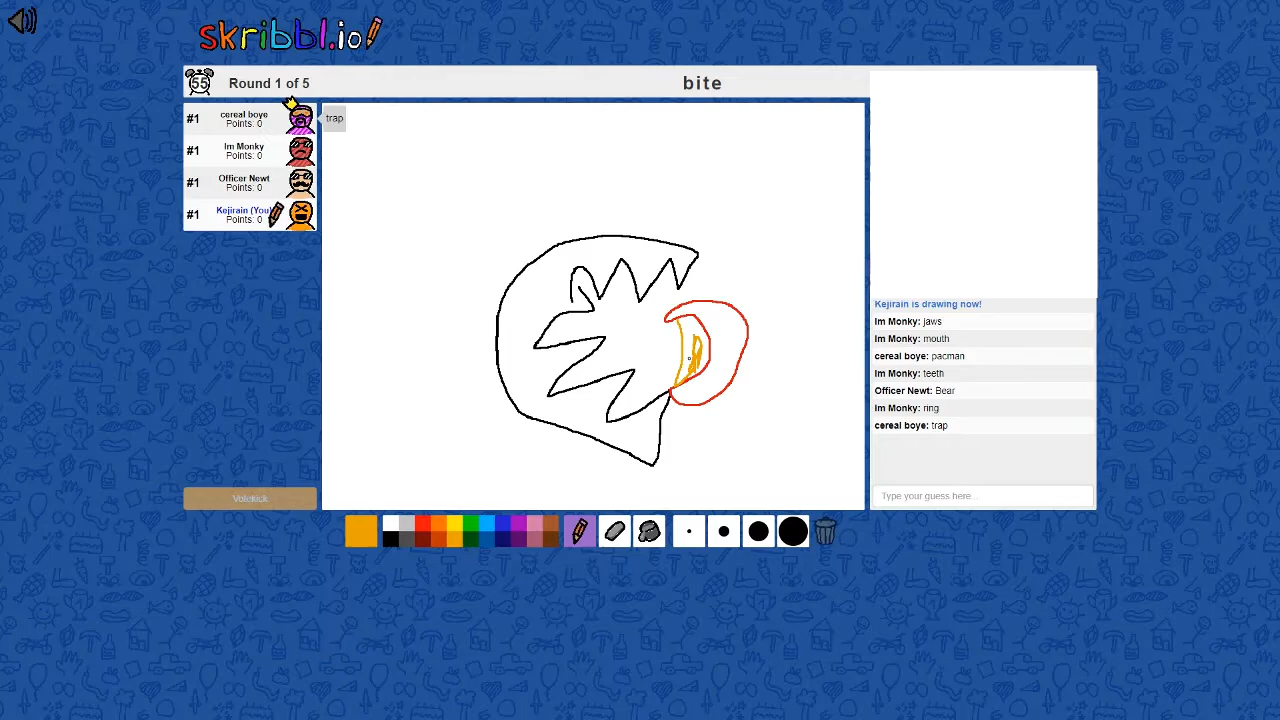 skribbl.io
55
Round 1 of 5
bite
#1
cereal boye
Points: 0
trap
#1
Im Monky
Points: 0
#1
Officer Newt
Points: 0
#1
Kejirain (You)
Points: 0
Kejirain is drawing now!
Im Monky: jaws
Im Monky: mouth
cereal boye: pacman
Im Monky: teeth
Officer Newt: Bear
Im Monky: ring
cereal boye: trap
Votekick
Type your guess here...